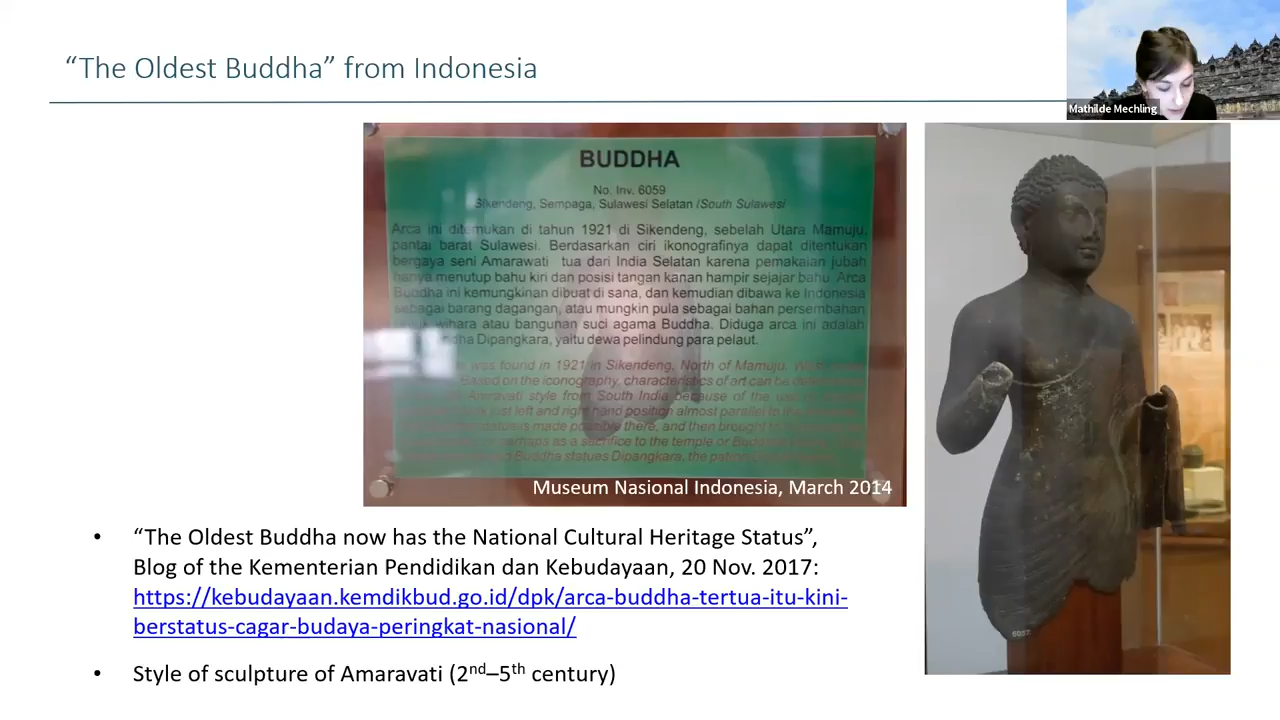 “The Oldest Buddha” from Indonesia
Mathilde Mechling
BUDDHA
No. Inv. 6059
Sikendeng, Sempaga, Sulawesi Selatan /South Sulawesi
Arca ini ditemukan di tahun 1921 di Sikendeng, sebelah Utara Mamuju,
pantai barat Sulawesi. Berdasarkan ciri ikonografinya dapat ditentukan
bergaya seni Amarawati tua dari India Selatan karena pemakaian jubah
hanya menutup bahu kiri dan posisi tangan kanan hampir sejajar bahu. Arca
Buddha ini kemungkinan dibuat di sana, dan kemudian dibawa ke Indonesia
sebagai barang dagangan, atau mungkin pula sebagai bahan persembahan
wihara atau bangunan suci agama Buddha. Diduga arca ini adalah
Dipangkara, yaitu dewa pelindung para pelaut.
was found in 1921 in Sikendeng, North of Mamuju.
Based on the iconography, characteristics of art can be
Amravati style from South India because of the use of
just left and right hand position almost parallel to the
is made possible there, and then brought
perhaps as a sacrifice to the temple or
Buddha statues Dipangkara, the
Museum Nasional Indonesia, March 2014
• “The Oldest Buddha now has the National Cultural Heritage Status”,
Blog of the Kementerian Pendidikan dan Kebudayaan, 20 Nov. 2017:
https://kebudayaan.kemdikbud.go.id/dpk/arca-buddha-tertua-itu-kini-
berstatus-cagar-budaya-peringkat-nasional/
• Style of sculpture of Amaravati (2nd–5th century)